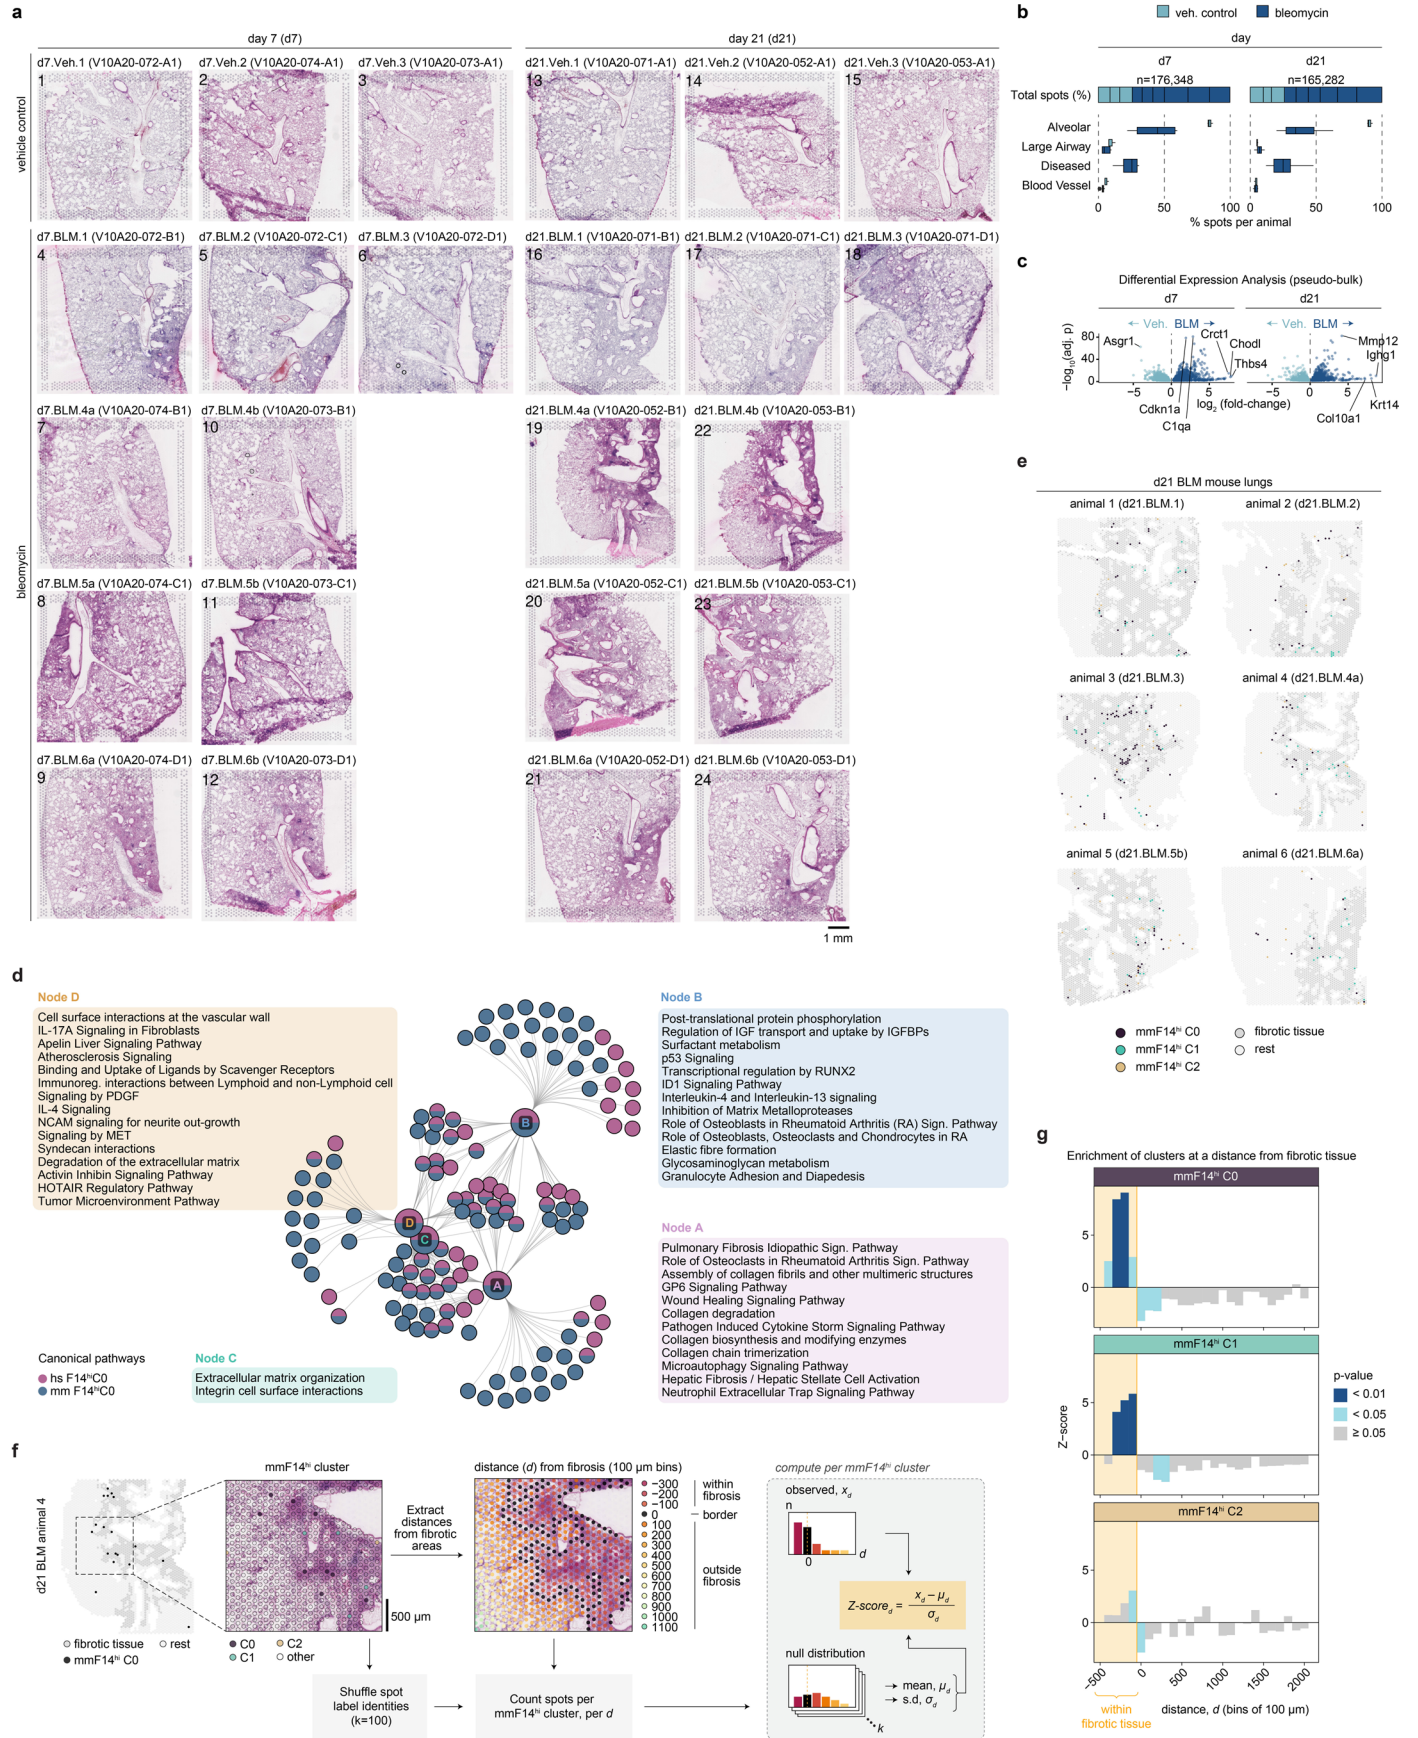 a
day 7 (d7)
day 21 (d21)
vehicle control
d7.Veh.1 (V10A20-072-A1)
d7.Veh.2 (V10A20-074-A1)
d7.Veh.3 (V10A20-073-A1)
d21.Veh.1 (V10A20-071-A1)
d21.Veh.2 (V10A20-052-A1)
d21.Veh.3 (V10A20-053-A1)
1
2
3
13
14
15
bleomycin
d7.BLM.1 (V10A20-072-B1)
d7.BLM.2 (V10A20-072-C1)
d7.BLM.3 (V10A20-072-D1)
d21.BLM.1 (V10A20-071-B1)
d21.BLM.2 (V10A20-071-C1)
d21.BLM.3 (V10A20-071-D1)
4
5
6
16
17
18
d7.BLM.4a (V10A20-074-B1)
d7.BLM.4b (V10A20-073-B1)
d21.BLM.4a (V10A20-052-B1)
d21.BLM.4b (V10A20-053-B1)
7
10
19
22
d7.BLM.5a (V10A20-074-C1)
d7.BLM.5b (V10A20-073-C1)
d21.BLM.5a (V10A20-052-C1)
d21.BLM.5b (V10A20-053-C1)
8
11
20
23
d7.BLM.6a (V10A20-074-D1)
d7.BLM.6b (V10A20-073-D1)
d21.BLM.6a (V10A20-052-D1)
d21.BLM.6b (V10A20-053-D1)
9
12
21
24
1 mm
b
veh. control
bleomycin
day
d7
d21
n=176,348
n=165,282
Total spots (%)
Alveolar
Large Airway
Diseased
Blood Vessel
0
50
100
0
50
100
% spots per animal
c
Differential Expression Analysis (pseudo-bulk)
d7
d21
← Veh.
BLM →
← Veh.
BLM →
−log10(adj. p)
80
40
0
Asgr1
Crct1
Chodl
Thbs4
Cdkn1a
C1qa
Mmp12
Ighg1
Krt14
Col10a1
−5
0
5
−5
0
5
log2 (fold-change)
d
Node D
Cell surface interactions at the vascular wall
IL-17A Signaling in Fibroblasts
Apelin Liver Signaling Pathway
Atherosclerosis Signaling
Binding and Uptake of Ligands by Scavenger Receptors
Immunoreg. interactions between Lymphoid and non-Lymphoid cell
Signaling by PDGF
IL-4 Signaling
NCAM signaling for neurite out-growth
Signaling by MET
Syndecan interactions
Degradation of the extracellular matrix
Activin Inhibin Signaling Pathway
HOTAIR Regulatory Pathway
Tumor Microenvironment Pathway
Node B
Post-translational protein phosphorylation
Regulation of IGF transport and uptake by IGFBPs
Surfactant metabolism
p53 Signaling
Transcriptional regulation by RUNX2
ID1 Signaling Pathway
Interleukin-4 and Interleukin-13 signaling
Inhibition of Matrix Metalloproteases
Role of Osteoblasts in Rheumatoid Arthritis (RA) Sign. Pathway
Role of Osteoblasts, Osteoclasts and Chondrocytes in RA
Elastic fibre formation
Glycosaminoglycan metabolism
Granulocyte Adhesion and Diapedesis
Node A
Pulmonary Fibrosis Idiopathic Sign. Pathway
Role of Osteoclasts in Rheumatoid Arthritis Sign. Pathway
Assembly of collagen fibrils and other multimeric structures
GP6 Signaling Pathway
Wound Healing Signaling Pathway
Collagen degradation
Pathogen Induced Cytokine Storm Signaling Pathway
Collagen biosynthesis and modifying enzymes
Collagen chain trimerization
Microautophagy Signaling Pathway
Hepatic Fibrosis / Hepatic Stellate Cell Activation
Neutrophil Extracellular Trap Signaling Pathway
B
D
C
A
Canonical pathways
hs F14hiC0
mm F14hiC0
Node C
Extracellular matrix organization
Integrin cell surface interactions
e
d21 BLM mouse lungs
animal 1 (d21.BLM.1)
animal 2 (d21.BLM.2)
animal 3 (d21.BLM.3)
animal 4 (d21.BLM.4a)
animal 5 (d21.BLM.5b)
animal 6 (d21.BLM.6a)
mmF14hi C0
mmF14hi C1
mmF14hi C2
fibrotic tissue
rest
f
d21 BLM animal 4
fibrotic tissue
rest
mmF14hi C0
mmF14hi cluster
C0
C1
C2
other
500 µm
Extract
distances
from fibrotic
areas
distance (d) from fibrosis (100 µm bins)
−300
−200
−100
0
100
200
300
400
500
600
700
800
900
1000
1100
within
fibrosis
border
outside
fibrosis
Shuffle spot
label identities
(k=100)
Count spots per
mmF14hi cluster, per d
compute per mmF14hi cluster
observed, xd
n
d
0
Z-scored = (xd − μd) / σd
null distribution
mean, μd
s.d, σd
k
g
Enrichment of clusters at a distance from fibrotic tissue
mmF14hi C0
5
0
mmF14hi C1
5
0
mmF14hi C2
5
0
Z−score
p-value
< 0.01
< 0.05
≥ 0.05
−500
0
500
1000
1500
2000
within
fibrotic tissue
distance, d (bins of 100 µm)